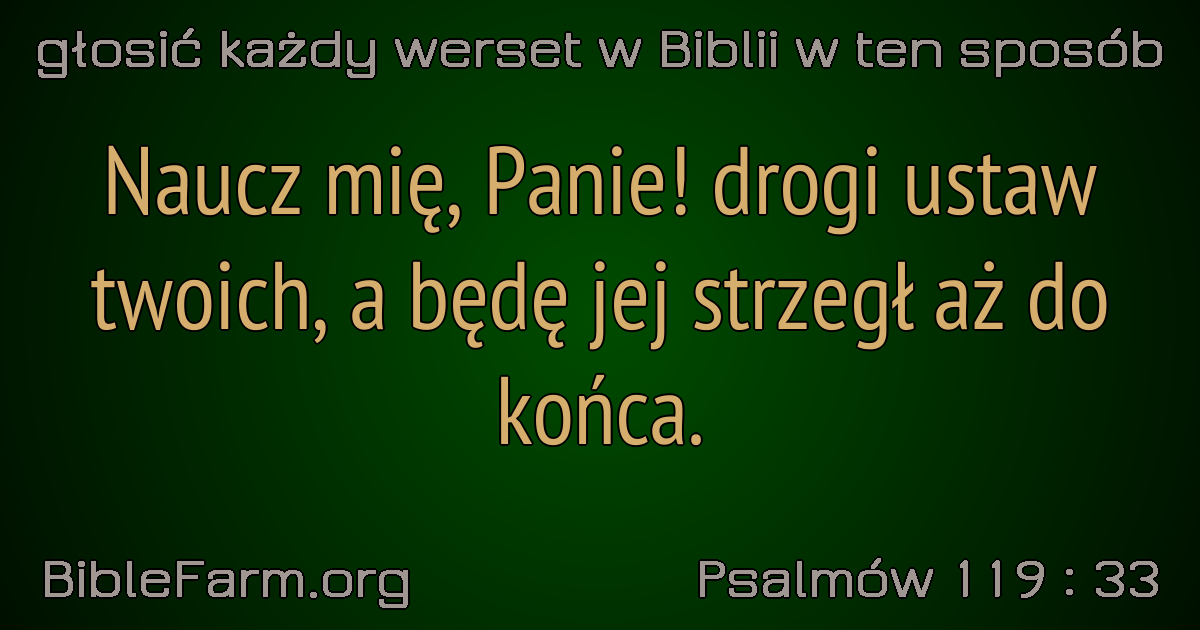 głosić każdy werset w Biblii w ten sposób
Naucz mię, Panie! drogi ustaw
twoich, a będę jej strzegł aż do
końca.
BibleFarm.org
Psalmów 119 : 33